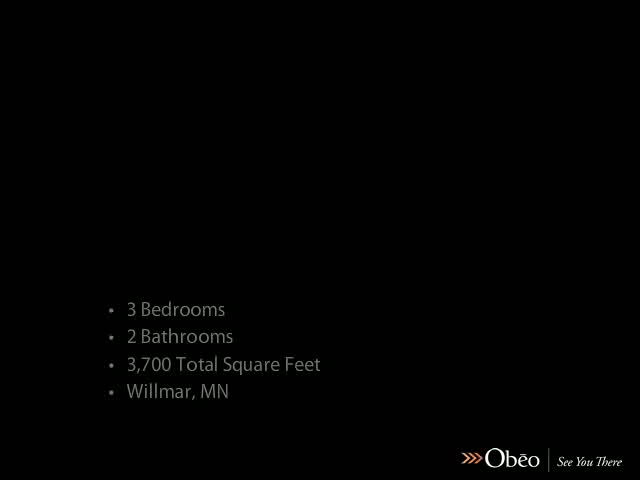 • 3 Bedrooms
• 2 Bathrooms
• 3,700 Total Square Feet
• Willmar, MN
Obēo | See You There